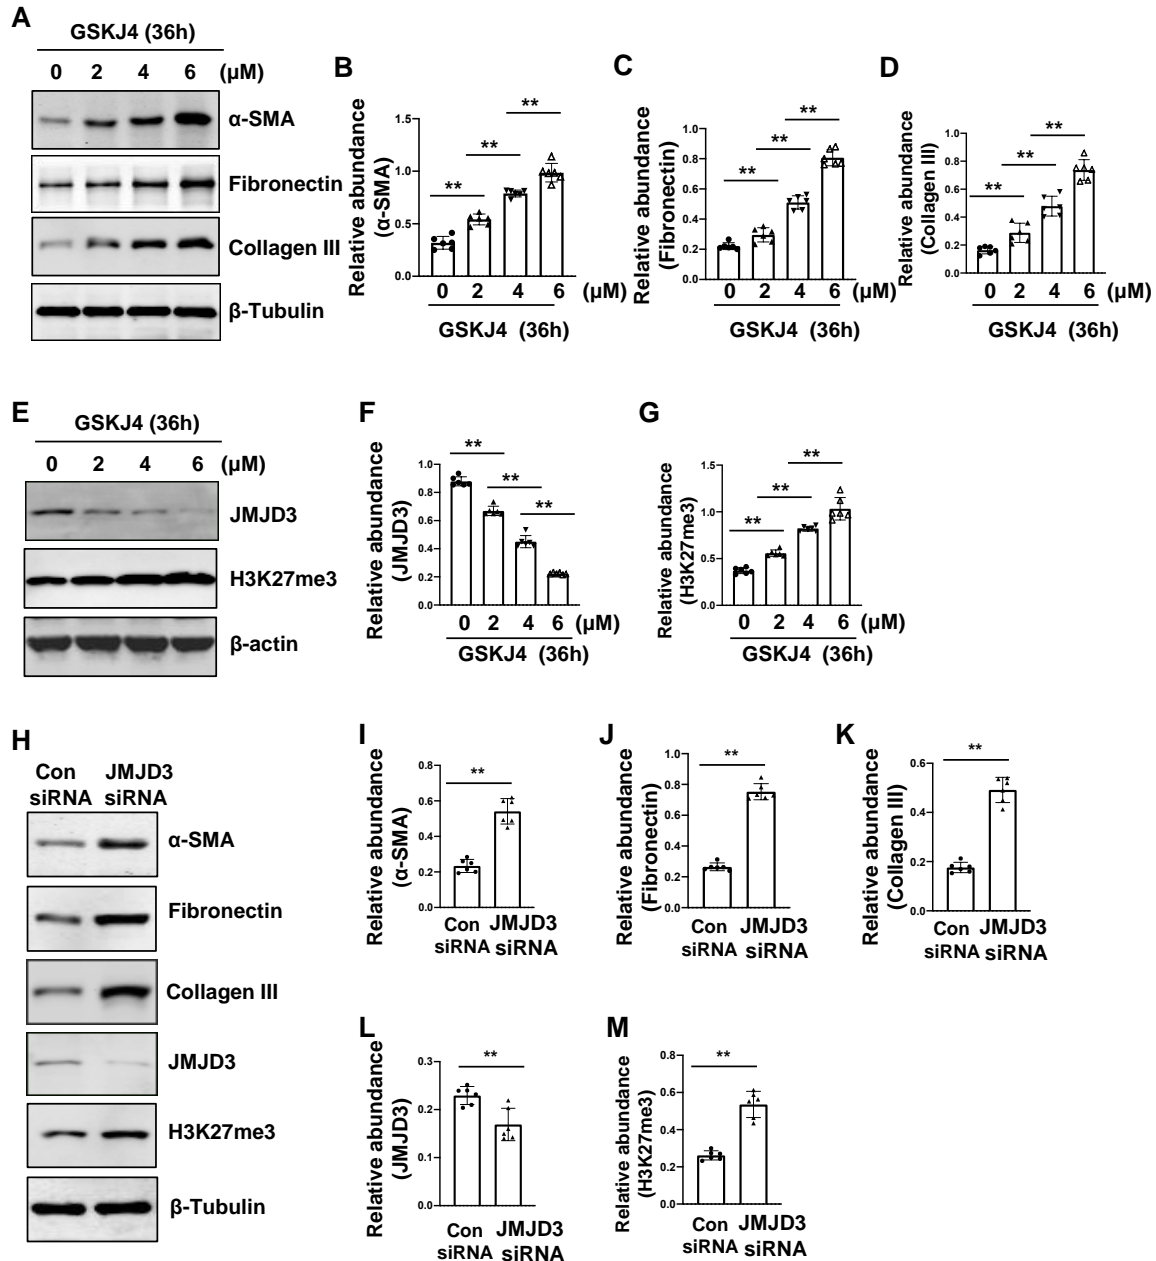 A
GSKJ4 (36h)
0 2 4 6 (μM)
α-SMA
Fibronectin
Collagen III
β-Tubulin
B
Relative abundance
(α-SMA)
1.5
1.0
0.5
0.0
** ** **
0 2 4 6 (μM)
GSKJ4 (36h)
C
Relative abundance
(Fibronectin)
1.0
0.8
0.6
0.4
0.2
0.0
** ** **
0 2 4 6 (μM)
GSKJ4 (36h)
D
Relative abundance
(Collagen III)
1.0
0.8
0.6
0.4
0.2
0.0
** ** **
0 2 4 6 (μM)
GSKJ4 (36h)
E
GSKJ4 (36h)
0 2 4 6 (μM)
JMJD3
H3K27me3
β-actin
F
Relative abundance
(JMJD3)
1.0
0.8
0.6
0.4
0.2
0.0
** ** **
0 2 4 6 (μM)
GSKJ4 (36h)
G
Relative abundance
(H3K27me3)
1.5
1.0
0.5
0.0
** ** **
0 2 4 6 (μM)
GSKJ4 (36h)
H
Con JMJD3
siRNA siRNA
α-SMA
Fibronectin
Collagen III
JMJD3
H3K27me3
β-Tubulin
I
Relative abundance
(α-SMA)
0.8
0.6
0.4
0.2
0.0
**
Con JMJD3
siRNA siRNA
J
Relative abundance
(Fibronectin)
1.0
0.8
0.6
0.4
0.2
0.0
**
Con JMJD3
siRNA siRNA
K
Relative abundance
(Collagen III)
0.6
0.4
0.2
0.0
**
Con JMJD3
siRNA siRNA
L
Relative abundance
(JMJD3)
0.3
0.2
0.1
0.0
**
Con JMJD3
siRNA siRNA
M
Relative abundance
(H3K27me3)
0.8
0.6
0.4
0.2
0.0
**
Con JMJD3
siRNA siRNA